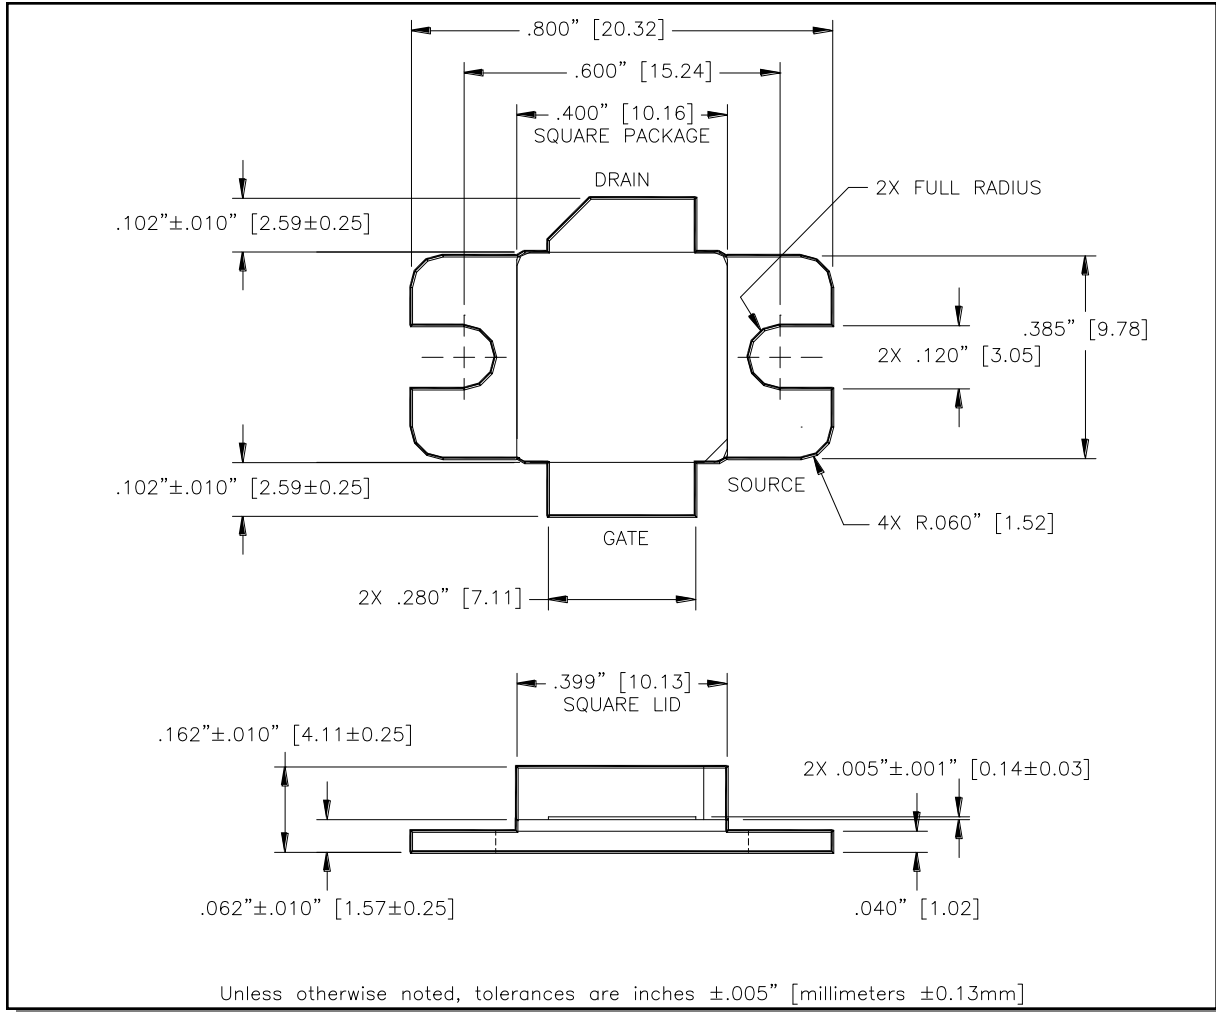 .800” [20.32]
.600” [15.24]
.400” [10.16]
SQUARE PACKAGE
DRAIN
2X FULL RADIUS
.102”±.010” [2.59±0.25]
.385” [9.78]
2X .120” [3.05]
.102”±.010” [2.59±0.25]
SOURCE
4X R.060” [1.52]
GATE
2X .280” [7.11]
.399” [10.13]
SQUARE LID
.162”±.010” [4.11±0.25]
2X .005”±.001” [0.14±0.03]
.062”±.010” [1.57±0.25]
.040” [1.02]
Unless otherwise noted, tolerances are inches ±.005” [millimeters ±0.13mm]